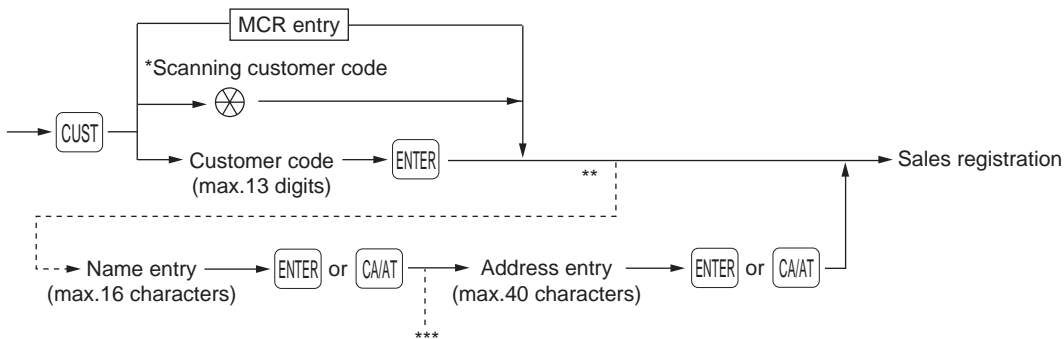 MCR entry
*Scanning customer code
CUST
Customer code
(max.13 digits)
ENTER
**
Sales registration
Name entry
(max.16 characters)
ENTER or CA/AT
***
Address entry
(max.40 characters)
ENTER or CA/AT